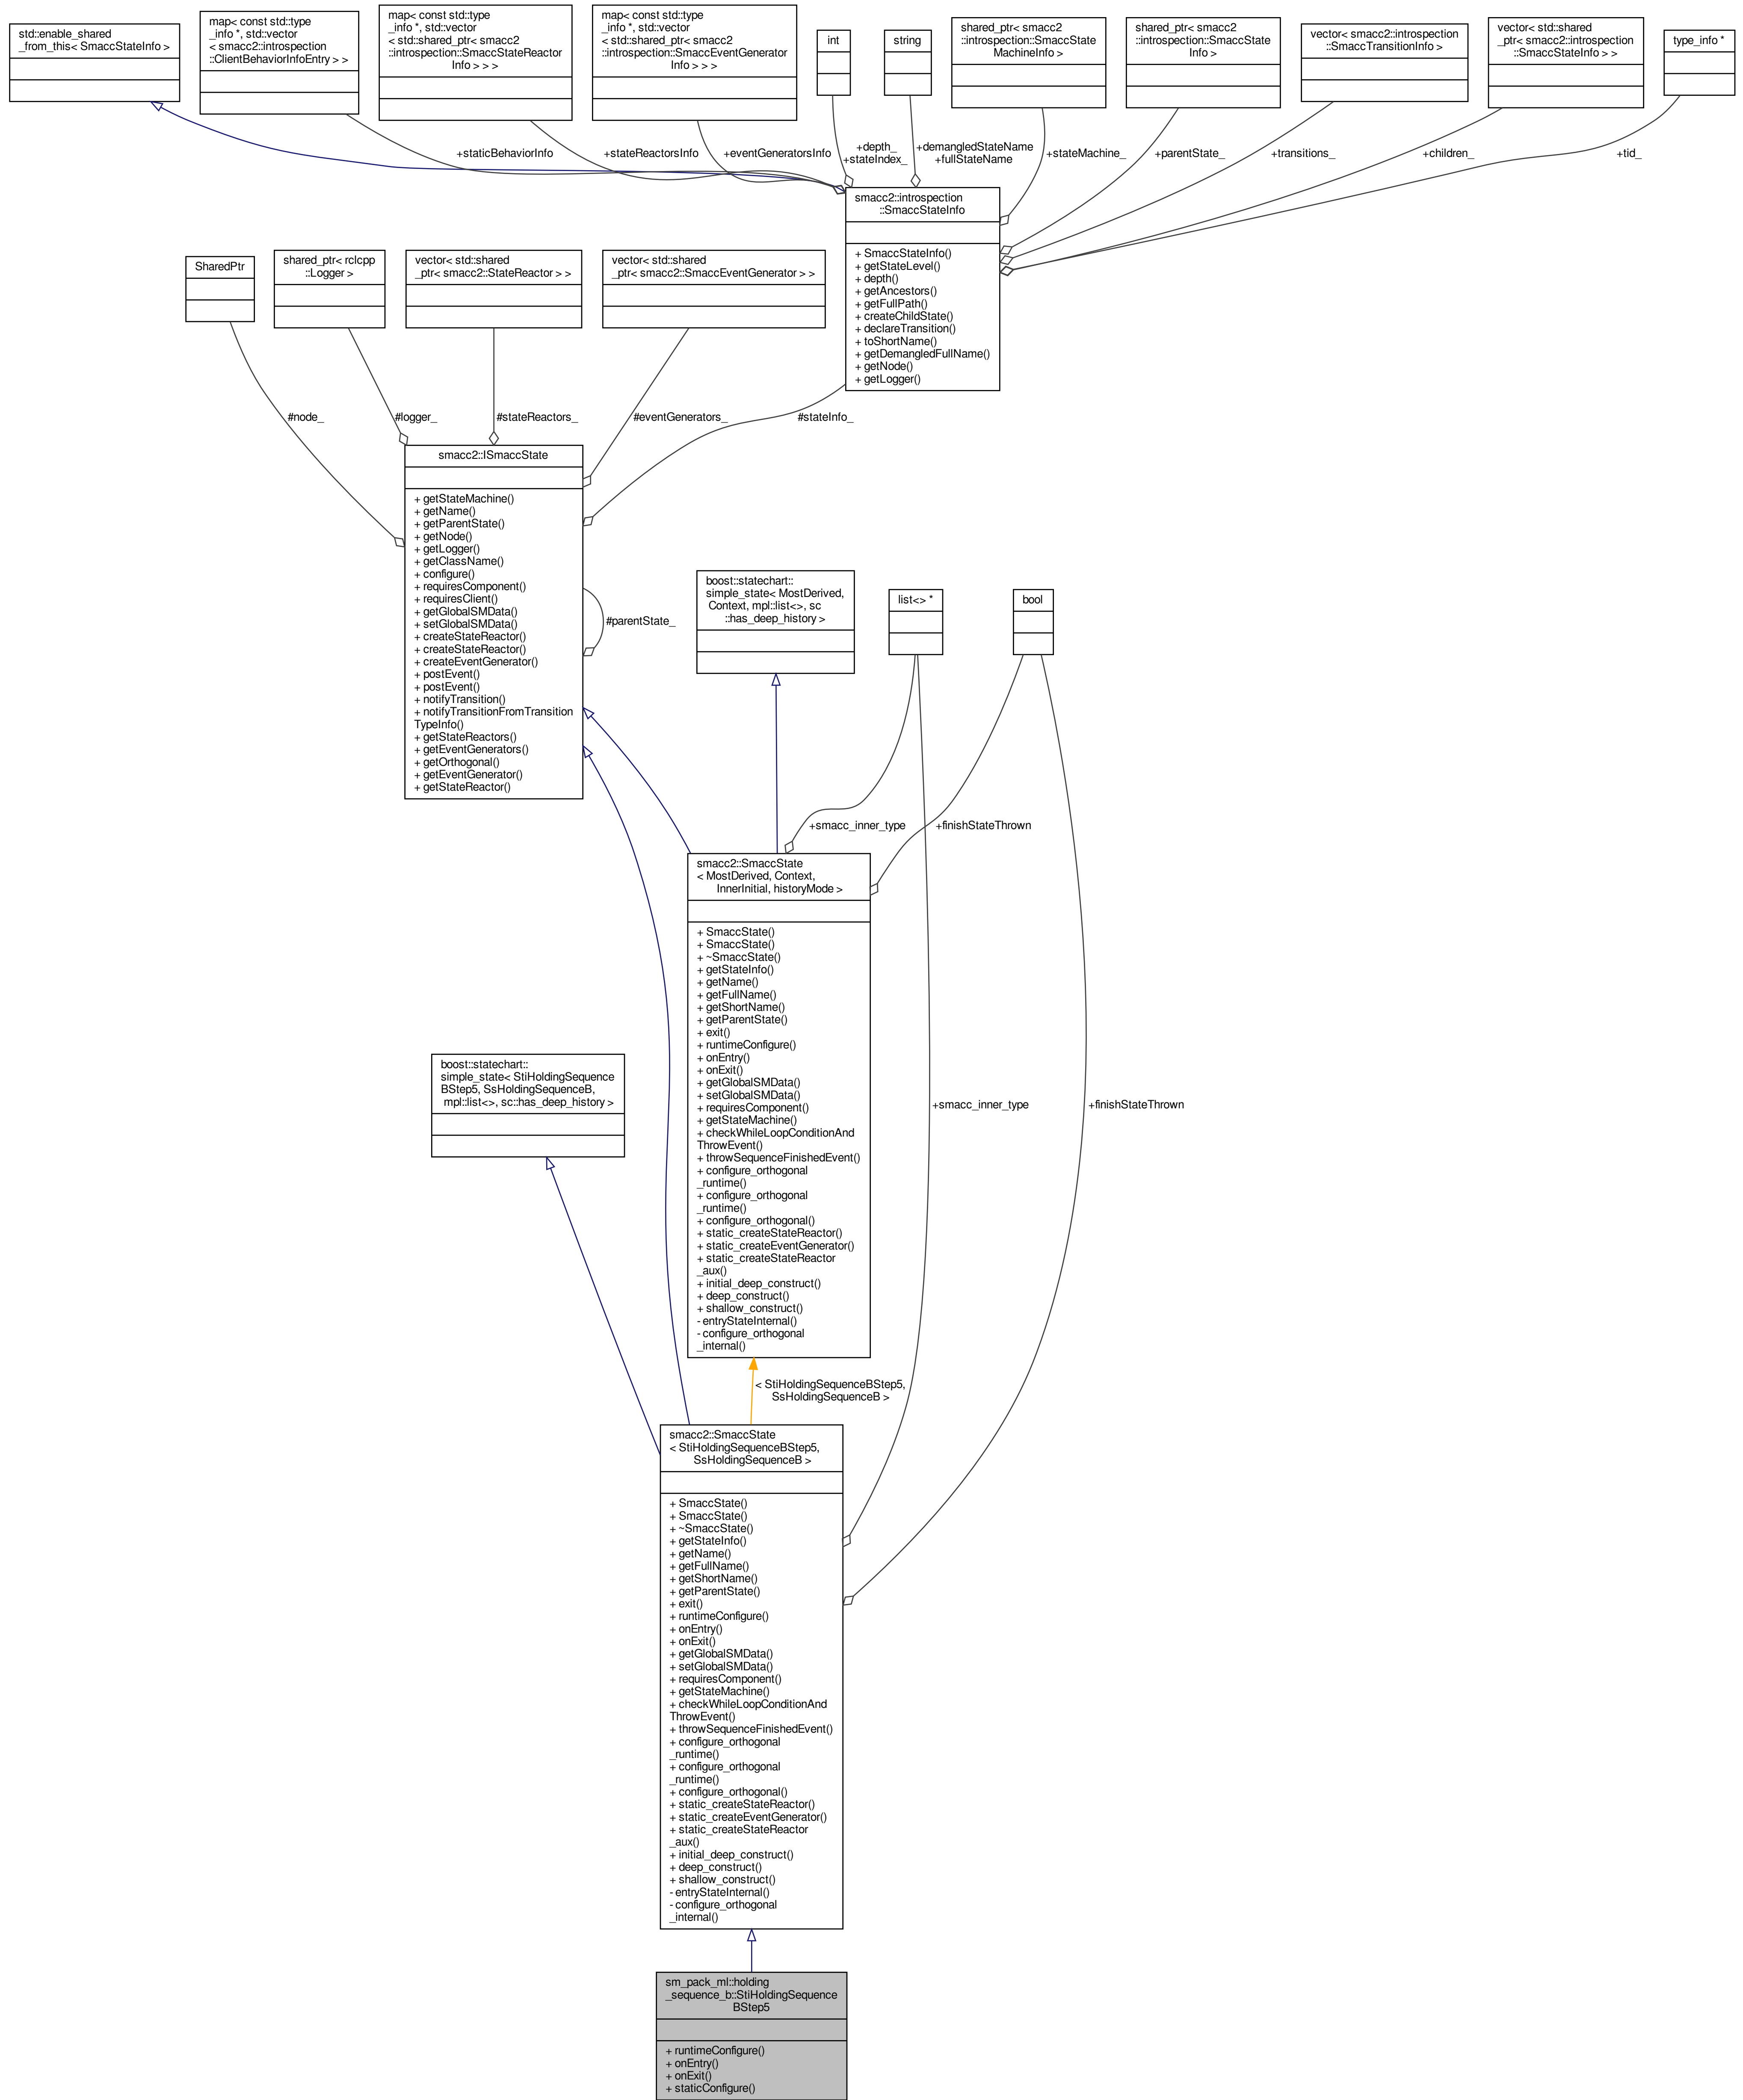 std::enable_shared
_from_this< SmaccStateInfo >
map< const std::type
_info *, std::vector
< smacc2::introspection
::ClientBehaviorInfoEntry > >
map< const std::type
_info *, std::vector
< std::shared_ptr< smacc2
::introspection::SmaccStateReactor
Info > > >
map< const std::type
_info *, std::vector
< std::shared_ptr< smacc2
::introspection::SmaccEventGenerator
Info > > >
int
string
shared_ptr< smacc2
::introspection::SmaccState
MachineInfo >
shared_ptr< smacc2
::introspection::SmaccState
Info >
vector< smacc2::introspection
::SmaccTransitionInfo >
vector< std::shared
_ptr< smacc2::introspection
::SmaccStateInfo > >
type_info *
+staticBehaviorInfo
+stateReactorsInfo
+eventGeneratorsInfo
+depth_
+stateIndex_
+demangledStateName
+fullStateName
+stateMachine_
+parentState_
+transitions_
+children_
+tid_
smacc2::introspection
::SmaccStateInfo
+ SmaccStateInfo()
+ getStateLevel()
+ depth()
+ getAncestors()
+ getFullPath()
+ createChildState()
+ declareTransition()
+ toShortName()
+ getDemangledFullName()
+ getNode()
+ getLogger()
SharedPtr
shared_ptr< rclcpp
::Logger >
vector< std::shared
_ptr< smacc2::StateReactor > >
vector< std::shared
_ptr< smacc2::SmaccEventGenerator > >
#node_
#logger_
#stateReactors_
#eventGenerators_
#stateInfo_
smacc2::ISmaccState
+ getStateMachine()
+ getName()
+ getParentState()
+ getNode()
+ getLogger()
+ getClassName()
+ configure()
+ requiresComponent()
+ requiresClient()
+ getGlobalSMData()
+ setGlobalSMData()
+ createStateReactor()
+ createStateReactor()
+ createEventGenerator()
+ postEvent()
+ postEvent()
+ notifyTransition()
+ notifyTransitionFromTransition
TypeInfo()
+ getStateReactors()
+ getEventGenerators()
+ getOrthogonal()
+ getEventGenerator()
+ getStateReactor()
#parentState_
boost::statechart::
simple_state< MostDerived,
Context, mpl::list<>, sc
::has_deep_history >
list<> *
bool
+smacc_inner_type
+finishStateThrown
smacc2::SmaccState
< MostDerived, Context,
InnerInitial, historyMode >
+ SmaccState()
+ SmaccState()
+ ~SmaccState()
+ getStateInfo()
+ getName()
+ getFullName()
+ getShortName()
+ getParentState()
+ exit()
+ runtimeConfigure()
+ onEntry()
+ onExit()
+ getGlobalSMData()
+ setGlobalSMData()
+ requiresComponent()
+ getStateMachine()
+ checkWhileLoopConditionAnd
ThrowEvent()
+ throwSequenceFinishedEvent()
+ configure_orthogonal
_runtime()
+ configure_orthogonal
_runtime()
+ configure_orthogonal()
+ static_createStateReactor()
+ static_createEventGenerator()
+ static_createStateReactor
_aux()
+ initial_deep_construct()
+ deep_construct()
+ shallow_construct()
- entryStateInternal()
- configure_orthogonal
_internal()
boost::statechart::
simple_state< StiHoldingSequence
BStep5, SsHoldingSequenceB,
mpl::list<>, sc::has_deep_history >
+smacc_inner_type
+finishStateThrown
< StiHoldingSequenceBStep5,
SsHoldingSequenceB >
smacc2::SmaccState
< StiHoldingSequenceBStep5,
SsHoldingSequenceB >
+ SmaccState()
+ SmaccState()
+ ~SmaccState()
+ getStateInfo()
+ getName()
+ getFullName()
+ getShortName()
+ getParentState()
+ exit()
+ runtimeConfigure()
+ onEntry()
+ onExit()
+ getGlobalSMData()
+ setGlobalSMData()
+ requiresComponent()
+ getStateMachine()
+ checkWhileLoopConditionAnd
ThrowEvent()
+ throwSequenceFinishedEvent()
+ configure_orthogonal
_runtime()
+ configure_orthogonal
_runtime()
+ configure_orthogonal()
+ static_createStateReactor()
+ static_createEventGenerator()
+ static_createStateReactor
_aux()
+ initial_deep_construct()
+ deep_construct()
+ shallow_construct()
- entryStateInternal()
- configure_orthogonal
_internal()
sm_pack_ml::holding
_sequence_b::StiHoldingSequence
BStep5
+ runtimeConfigure()
+ onEntry()
+ onExit()
+ staticConfigure()